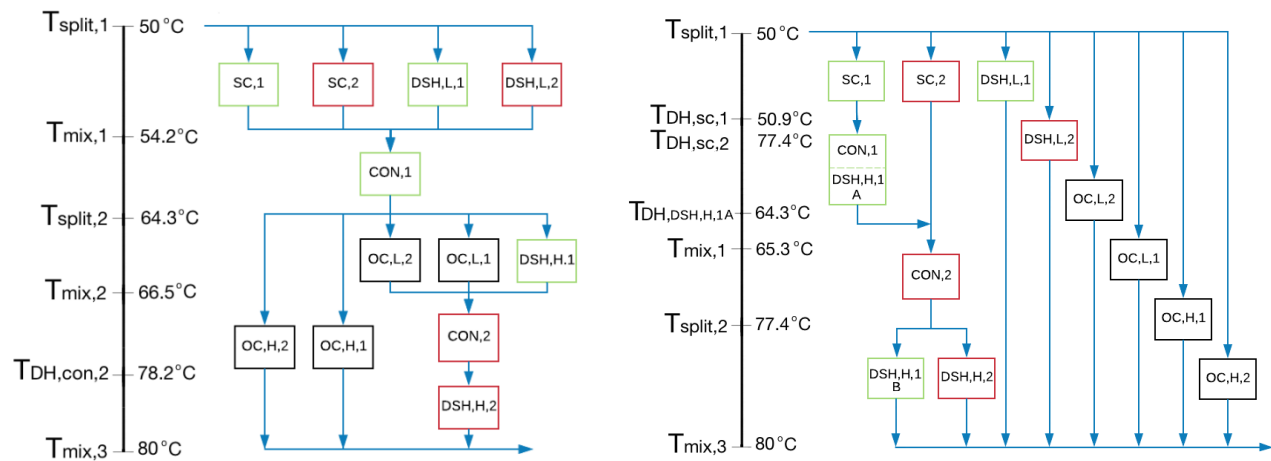 Tsplit,1 50°C
SC,1 SC,2 DSH,L,1 DSH,L,2
Tmix,1 54.2°C
CON,1
Tsplit,2 64.3°C
OC,L,2 OC,L,1 DSH,H.1
Tmix,2 66.5°C
OC,H,2 OC,H,1 CON,2
TDH,con,2 78.2°C
DSH,H,2
Tmix,3 80°C
Tsplit,1 50°C
SC,1 SC,2 DSH,L,1
TDH,sc,1 50.9°C
TDH,sc,2 77.4°C
DSH,L,2
CON,1
DSH,H,1
A
OC,L,2
TDH,DSH,H,1A 64.3°C
Tmix,1 65.3°C
OC,L,1
CON,2
OC,H,1
Tsplit,2 77.4°C
DSH,H,1
B
DSH,H,2
OC,H,2
Tmix,3 80°C